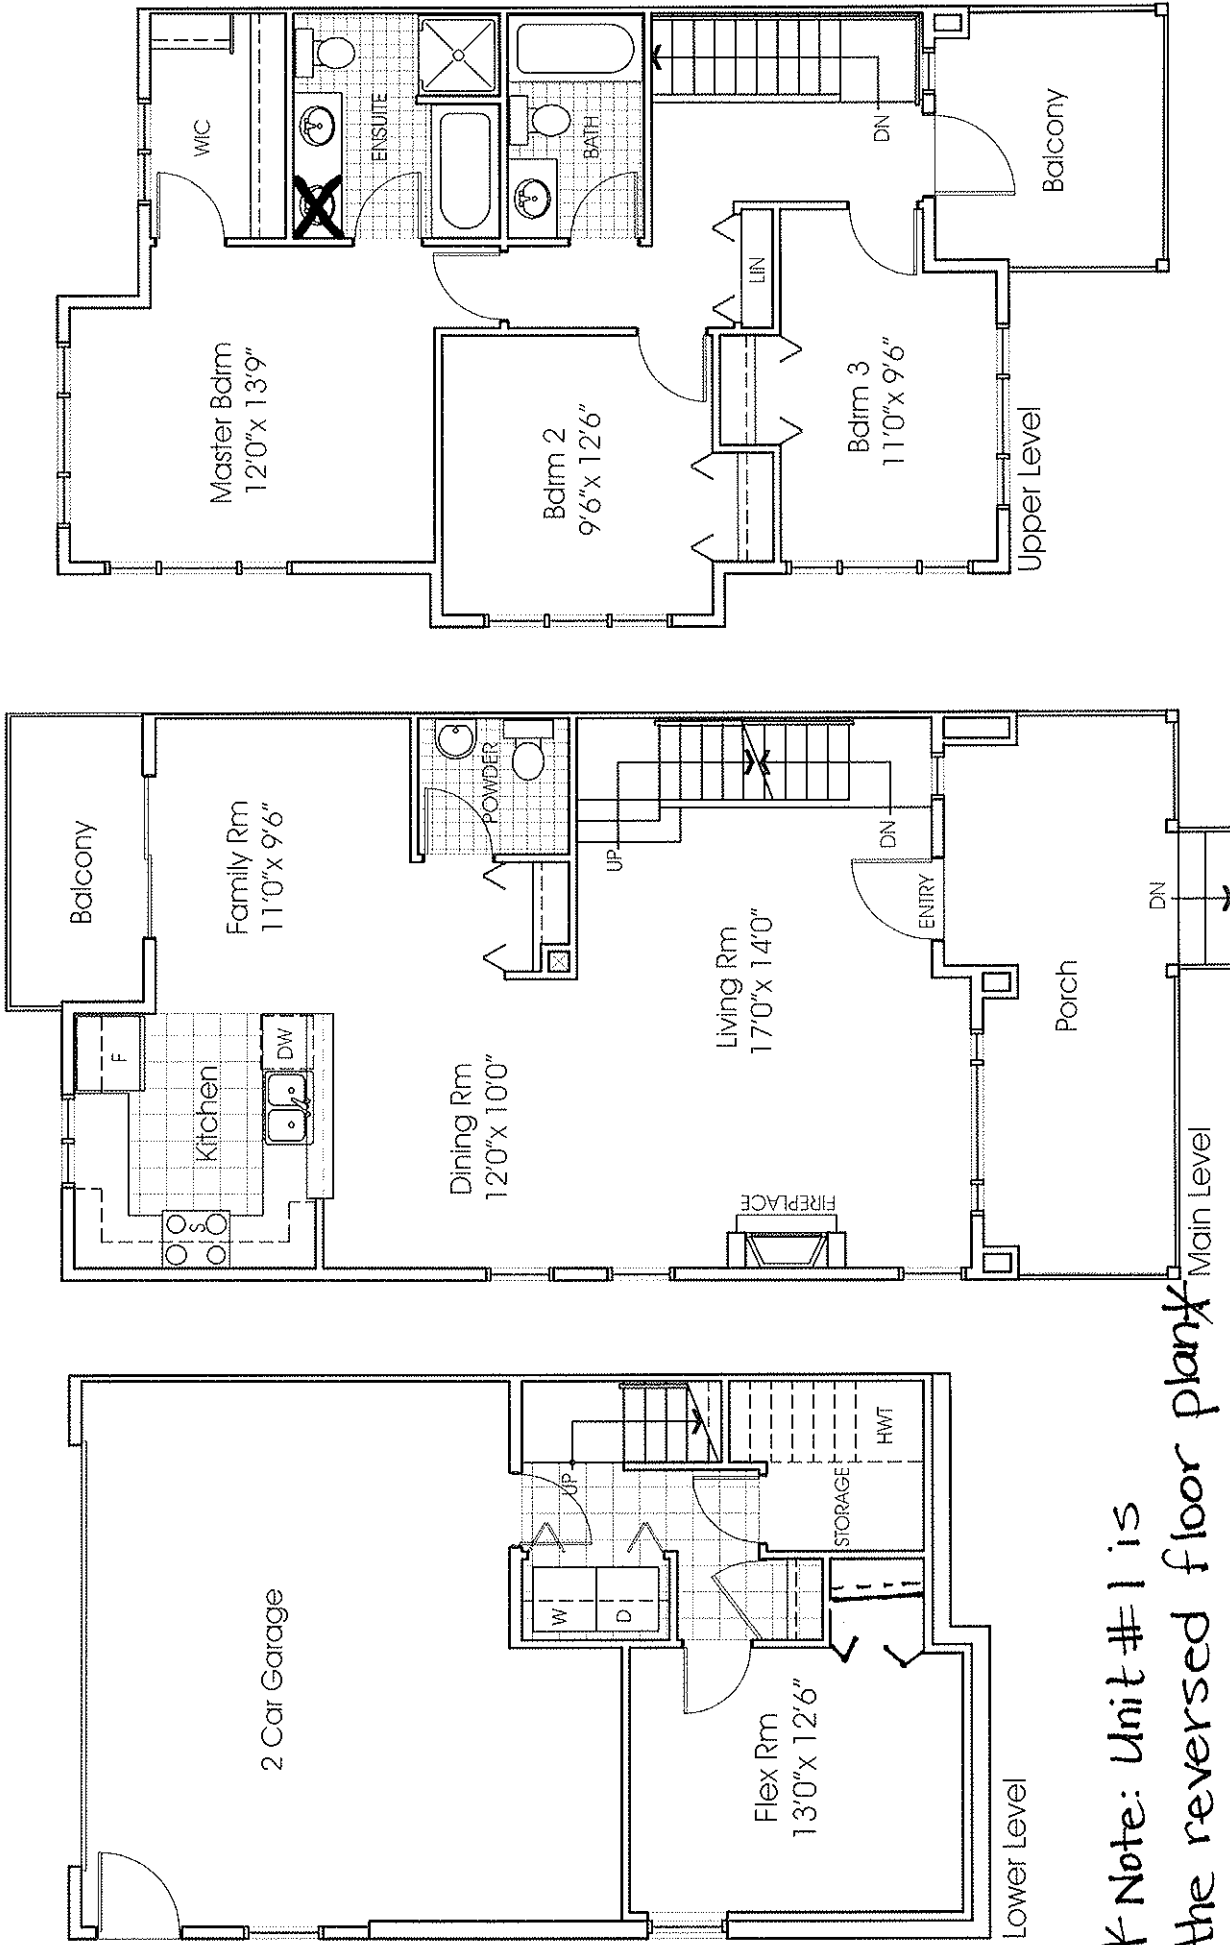 2 Car Garage
W
D
UP
STORAGE
HWT
Flex Rm
13'0"x 12'6"
Lower Level
* Note: Unit #1 is
the reversed floor plan*
Balcony
F
Kitchen
DW
S
Family Rm
11'0"x 9'6"
POWDER
Dining Rm
12'0"x 10'0"
UP
Living Rm
17'0"x 14'0"
FIREPLACE
DN
ENTRY
Porch
DN
Main Level
WIC
Master Bdrm
12'0"x 13'9"
ENSUITE
BATH
Bdrm 2
9'6"x 12'6"
LIN
DN
Bdrm 3
11'0"x 9'6"
Balcony
Upper Level